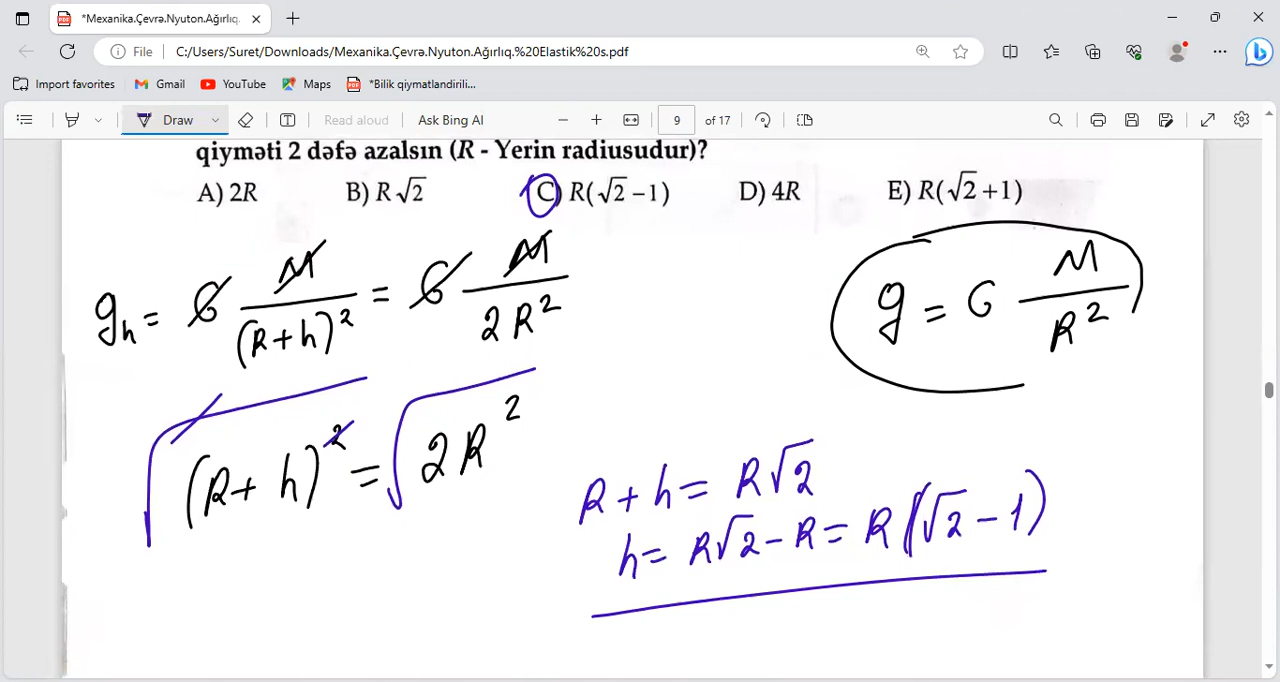 *Mexanika.Çevrə.Nyuton.Ağırlıq.
File C:/Users/Suret/Downloads/Mexanika.Çevrə.Nyuton.Ağırlıq.%20Elastik%20s.pdf
Import favorites Gmail YouTube Maps *Bilik qiymatlandirili...
Draw Read aloud Ask Bing AI 9 of 17
qiyməti 2 dəfə azalsın (R - Yerin radiusudur)?
A) 2R B) R√2 C) R(√2 − 1) D) 4R E) R(√2 + 1)
g_h = G M/(R+h)² = G M/2R²
g = G M/R²
√(R+h)² = √2R²
R + h = R√2
h = R√2 − R = R(√2 − 1)